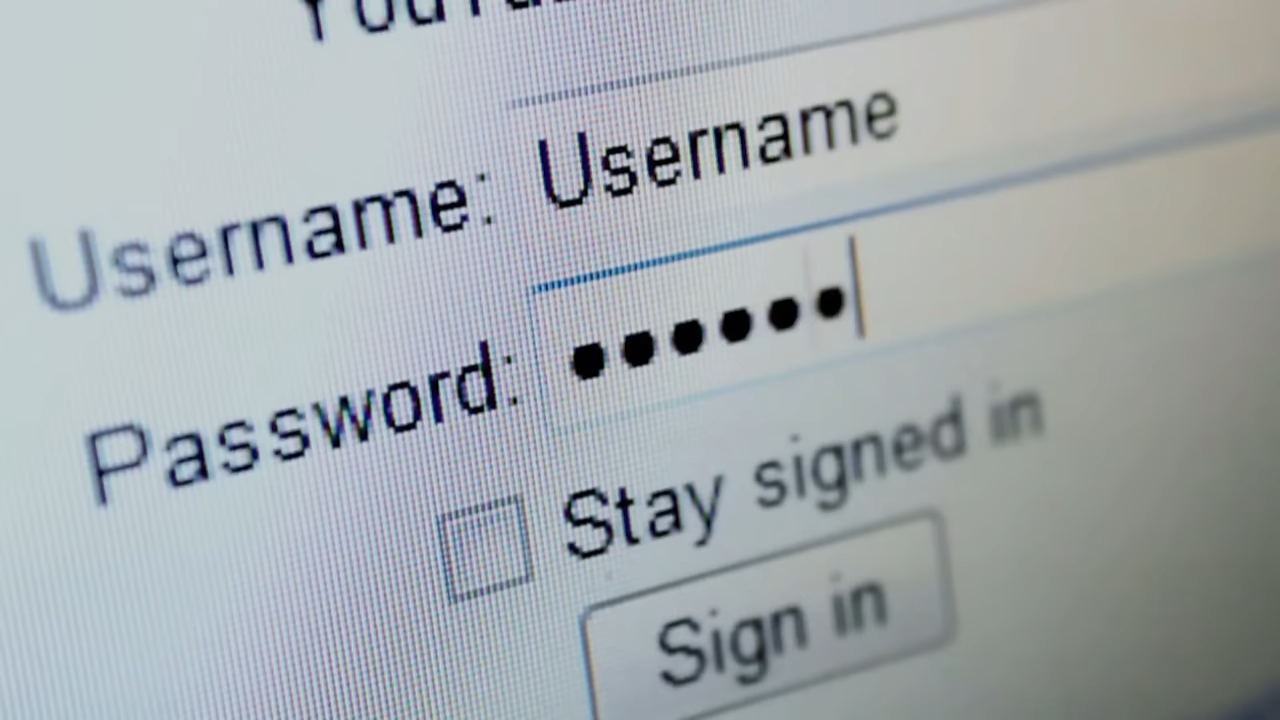 Username: Username
Password: ••••••
Stay signed in
Sign in